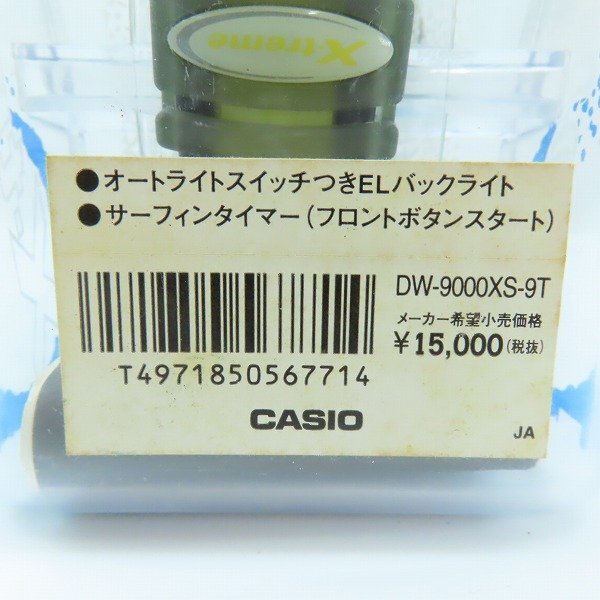 Xtreme
●オートライトスイッチつきELバックライト
●サーフィンタイマー(フロントボタンスタート)
DW-9000XS-9T
メーカー希望小売価格
¥15,000(税抜)
T4971850567714
CASIO
JA